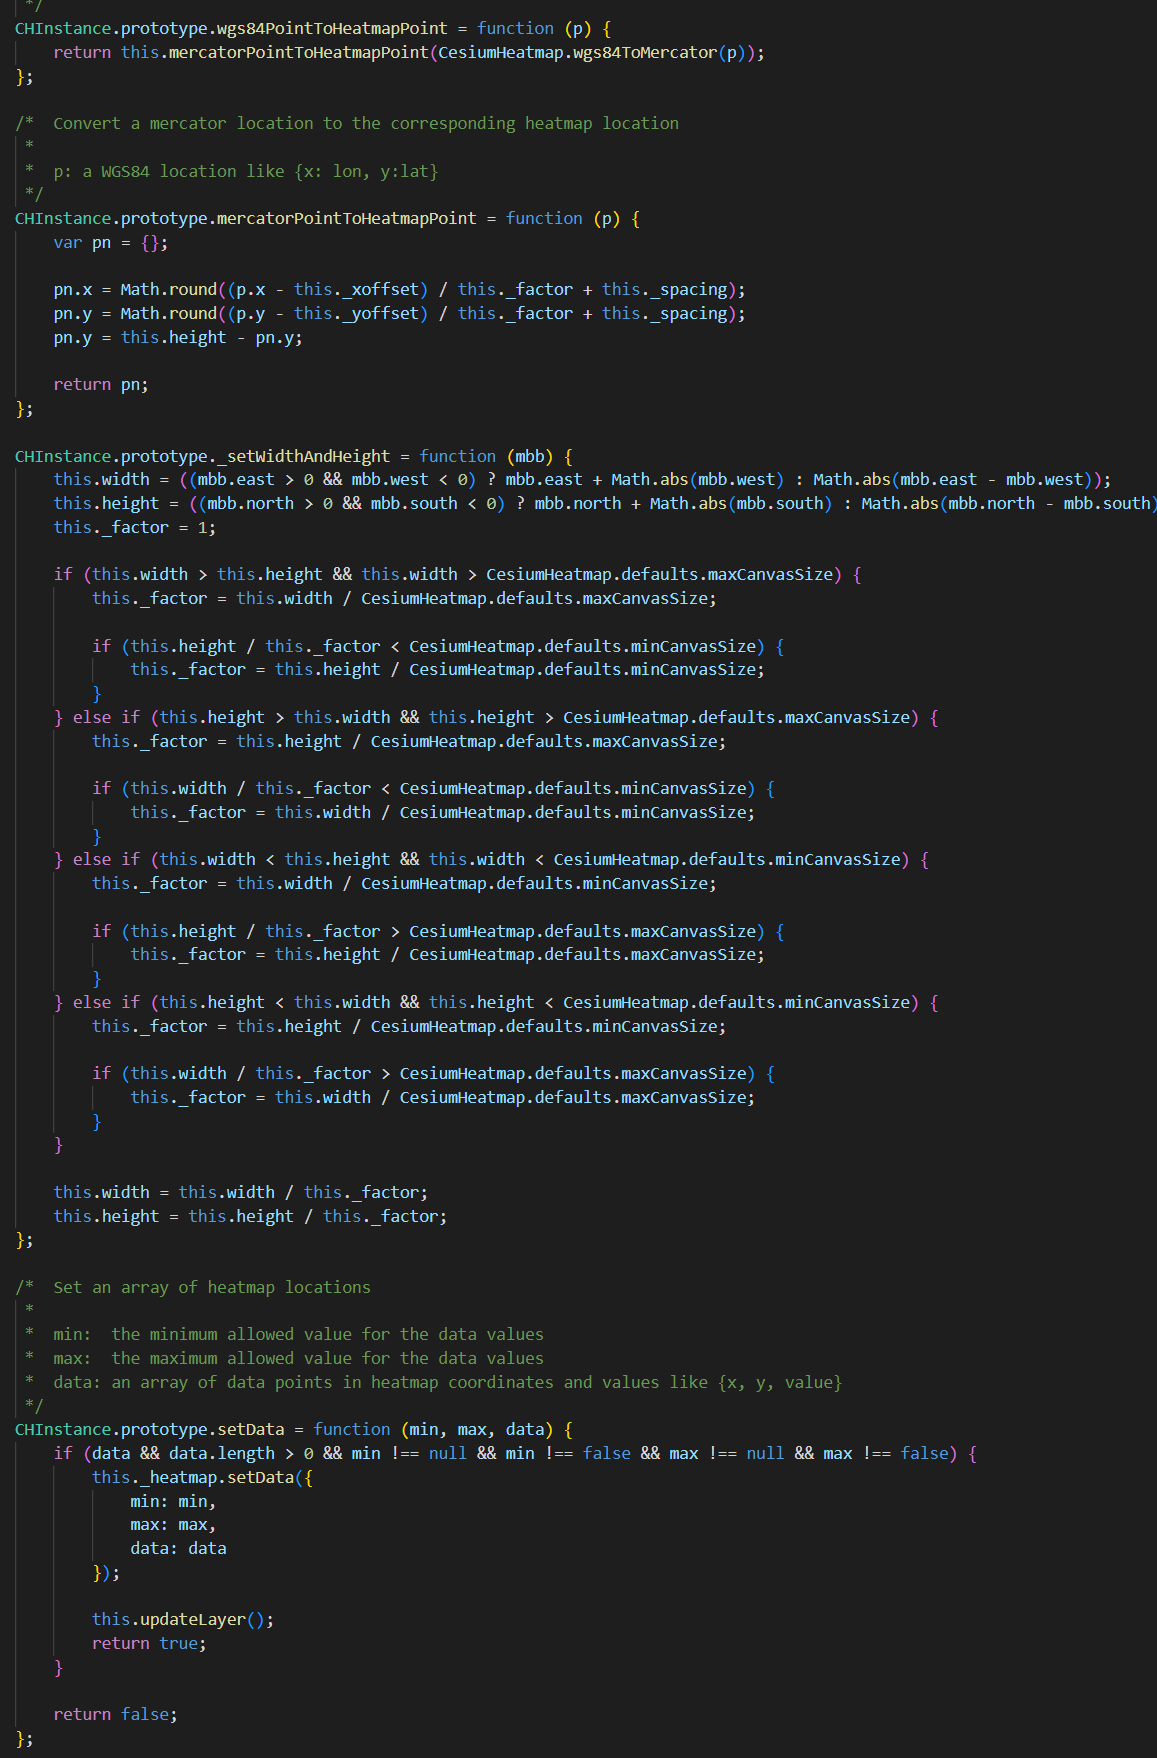 */
CHInstance.prototype.wgs84PointToHeatmapPoint = function (p) {
    return this.mercatorPointToHeatmapPoint(CesiumHeatmap.wgs84ToMercator(p));
};

/*  Convert a mercator location to the corresponding heatmap location
 *
 *  p: a WGS84 location like {x: lon, y:lat}
 */
CHInstance.prototype.mercatorPointToHeatmapPoint = function (p) {
    var pn = {};

    pn.x = Math.round((p.x - this._xoffset) / this._factor + this._spacing);
    pn.y = Math.round((p.y - this._yoffset) / this._factor + this._spacing);
    pn.y = this.height - pn.y;

    return pn;
};

CHInstance.prototype._setWidthAndHeight = function (mbb) {
    this.width = ((mbb.east > 0 && mbb.west < 0) ? mbb.east + Math.abs(mbb.west) : Math.abs(mbb.east - mbb.west));
    this.height = ((mbb.north > 0 && mbb.south < 0) ? mbb.north + Math.abs(mbb.south) : Math.abs(mbb.north - mbb.south)
    this._factor = 1;

    if (this.width > this.height && this.width > CesiumHeatmap.defaults.maxCanvasSize) {
        this._factor = this.width / CesiumHeatmap.defaults.maxCanvasSize;

        if (this.height / this._factor < CesiumHeatmap.defaults.minCanvasSize) {
            this._factor = this.height / CesiumHeatmap.defaults.minCanvasSize;
        }
    } else if (this.height > this.width && this.height > CesiumHeatmap.defaults.maxCanvasSize) {
        this._factor = this.height / CesiumHeatmap.defaults.maxCanvasSize;

        if (this.width / this._factor < CesiumHeatmap.defaults.minCanvasSize) {
            this._factor = this.width / CesiumHeatmap.defaults.minCanvasSize;
        }
    } else if (this.width < this.height && this.width < CesiumHeatmap.defaults.minCanvasSize) {
        this._factor = this.width / CesiumHeatmap.defaults.minCanvasSize;

        if (this.height / this._factor > CesiumHeatmap.defaults.maxCanvasSize) {
            this._factor = this.height / CesiumHeatmap.defaults.maxCanvasSize;
        }
    } else if (this.height < this.width && this.height < CesiumHeatmap.defaults.minCanvasSize) {
        this._factor = this.height / CesiumHeatmap.defaults.minCanvasSize;

        if (this.width / this._factor > CesiumHeatmap.defaults.maxCanvasSize) {
            this._factor = this.width / CesiumHeatmap.defaults.maxCanvasSize;
        }
    }

    this.width = this.width / this._factor;
    this.height = this.height / this._factor;
};

/*  Set an array of heatmap locations
 *
 *  min:  the minimum allowed value for the data values
 *  max:  the maximum allowed value for the data values
 *  data: an array of data points in heatmap coordinates and values like {x, y, value}
 */
CHInstance.prototype.setData = function (min, max, data) {
    if (data && data.length > 0 && min !== null && min !== false && max !== null && max !== false) {
        this._heatmap.setData({
            min: min,
            max: max,
            data: data
        });

        this.updateLayer();
        return true;
    }

    return false;
};